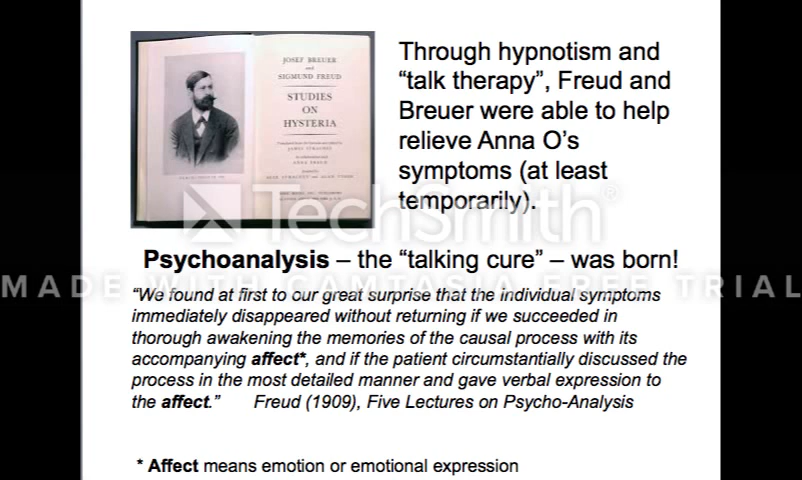 JOSEF BREUER
and
SIGMUND FREUD
STUDIES
ON
HYSTERIA
Through hypnotism and
“talk therapy”, Freud and
Breuer were able to help
relieve Anna O’s
symptoms (at least
temporarily).
TechSmith®
Psychoanalysis – the “talking cure” – was born!
MADE WITH CAMTASIA FREE TRIAL
“We found at first to our great surprise that the individual symptoms
immediately disappeared without returning if we succeeded in
thorough awakening the memories of the causal process with its
accompanying affect*, and if the patient circumstantially discussed the
process in the most detailed manner and gave verbal expression to
the affect.” Freud (1909), Five Lectures on Psycho-Analysis
* Affect means emotion or emotional expression